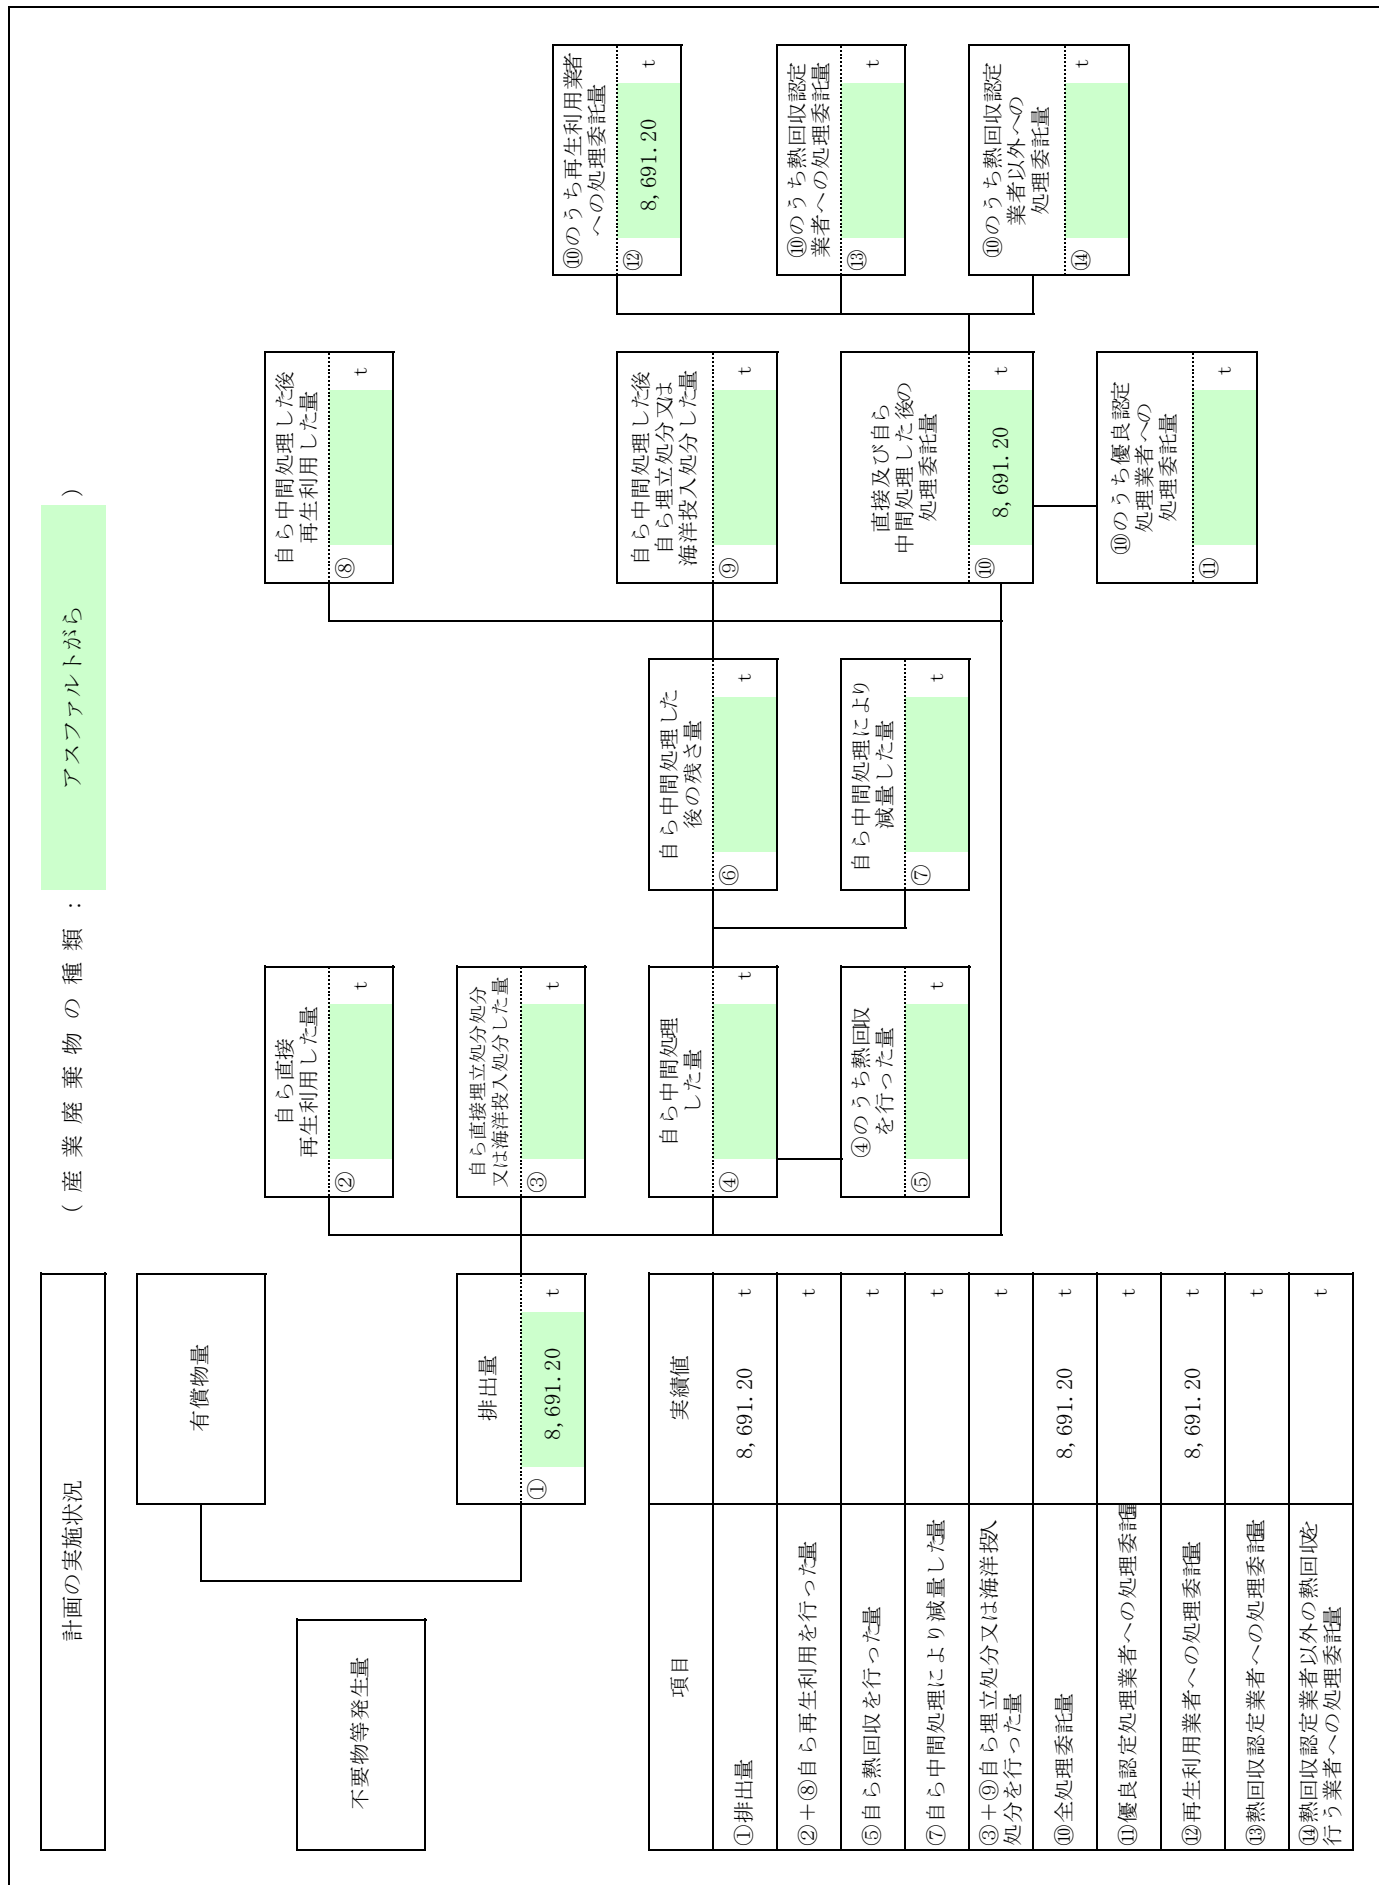 計画の実施状況
（ 産 業 廃 棄 物 の 種 類 ： アスファルトがら ）
不要物等発生量
有償物量
排出量
① 8,691.20 t
自ら直接
再生利用した量
② t
自ら直接埋立処分処分
又は海洋投入処分した量
③ t
自ら中間処理
した量
④ t
④のうち熱回収
を行った量
⑤ t
自ら中間処理した
後の残さ量
⑥ t
自ら中間処理により
減量した量
⑦ t
自ら中間処理した後
再生利用した量
⑧ t
自ら中間処理した後
自ら埋立処分又は
海洋投入処分した量
⑨ t
直接及び自ら
中間処理した後の
処理委託量
⑩ 8,691.20 t
⑩のうち優良認定
処理業者への
処理委託量
⑪ t
⑩のうち再生利用業者
への処理委託量
⑫ 8,691.20 t
⑩のうち熱回収認定
業者への処理委託量
⑬ t
⑩のうち熱回収認定
業者以外への
処理委託量
⑭ t
項目 実績値
①排出量 8,691.20 t
②＋⑧自ら再生利用を行った量 t
⑤自ら熱回収を行った量 t
⑦自ら中間処理により減量した量 t
③＋⑨自ら埋立処分又は海洋投入
処分を行った量 t
⑩全処理委託量 8,691.20 t
⑪優良認定処理業者への処理委託量 t
⑫再生利用業者への処理委託量 8,691.20 t
⑬熱回収認定業者への処理委託量 t
⑭熱回収認定業者以外の熱回収を
行う業者への処理委託量 t